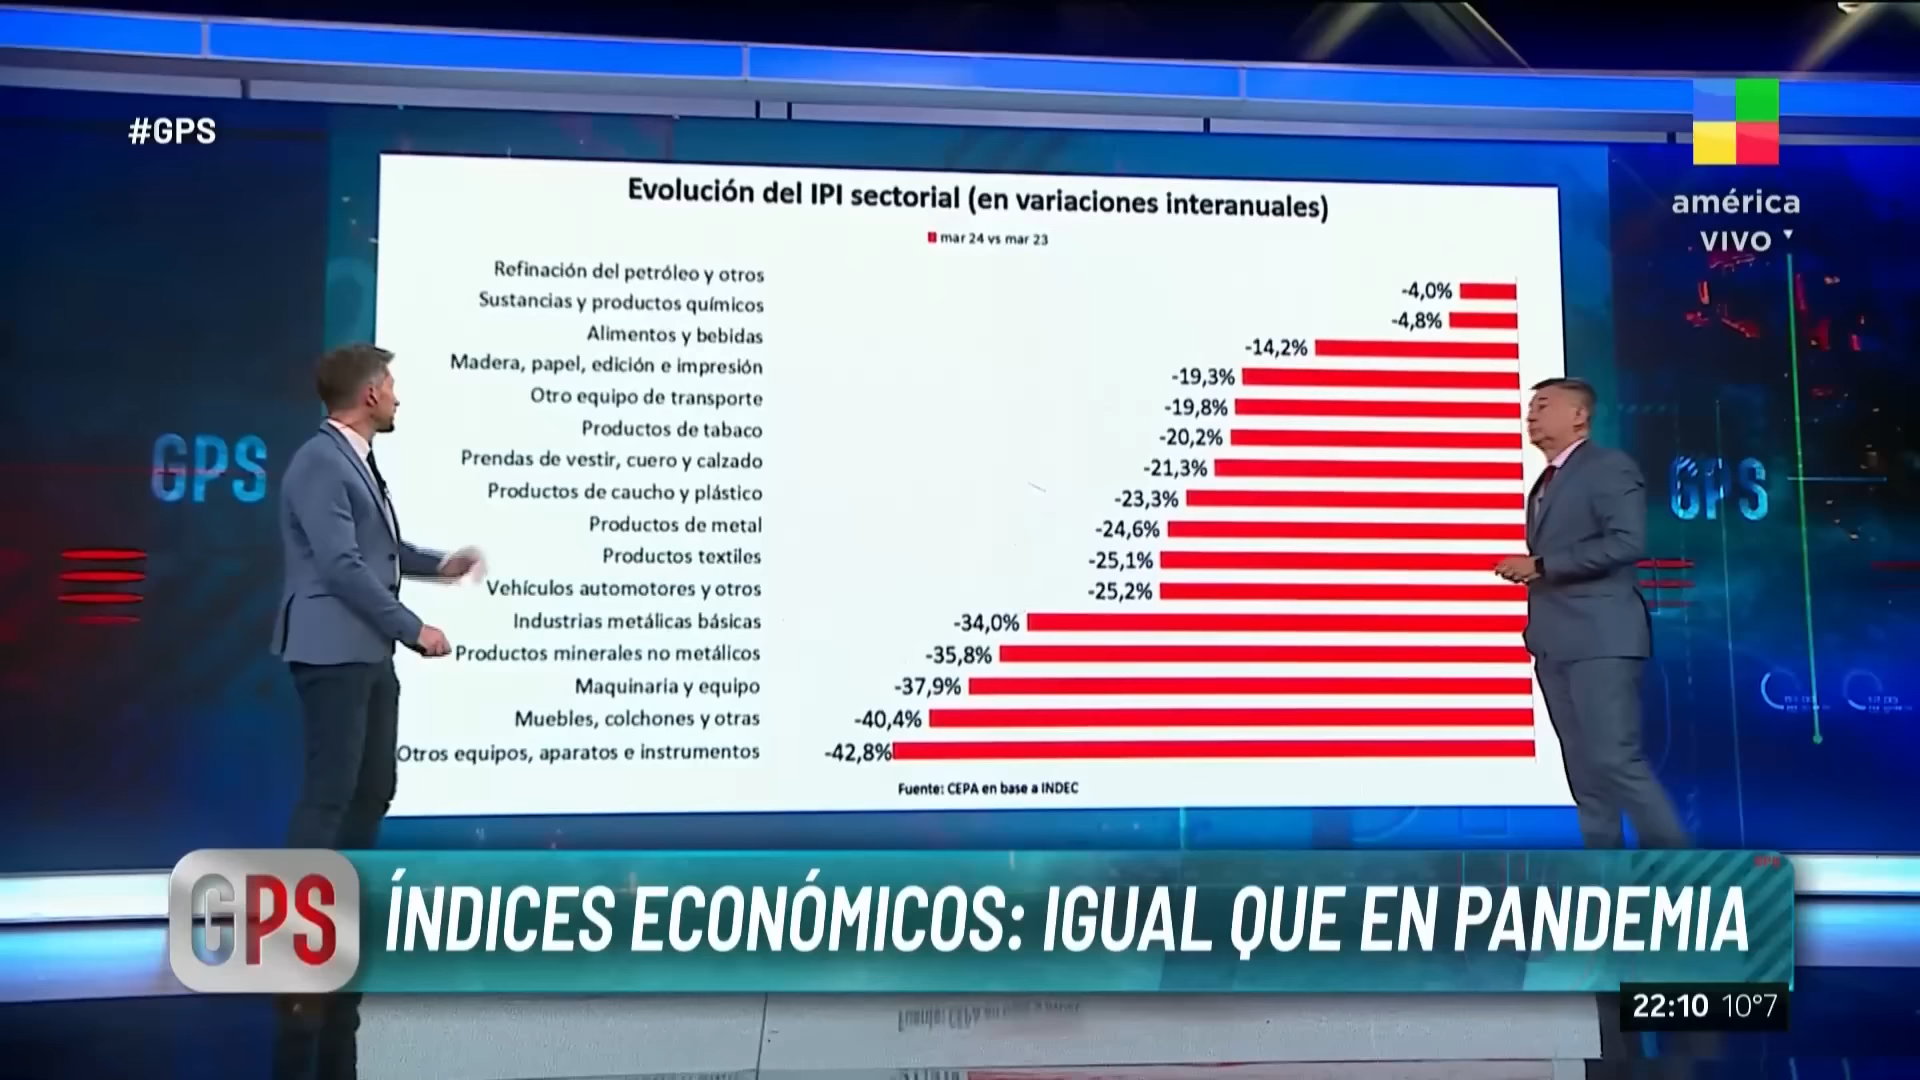 #GPS
américa
VIVO
Evolución del IPI sectorial (en variaciones interanuales)
mar 24 vs mar 23
Refinación del petróleo y otros -4,0%
Sustancias y productos químicos -4,8%
Alimentos y bebidas -14,2%
Madera, papel, edición e impresión -19,3%
Otro equipo de transporte -19,8%
Productos de tabaco -20,2%
Prendas de vestir, cuero y calzado -21,3%
Productos de caucho y plástico -23,3%
Productos de metal -24,6%
Productos textiles -25,1%
Vehículos automotores y otros -25,2%
Industrias metálicas básicas -34,0%
Productos minerales no metálicos -35,8%
Maquinaria y equipo -37,9%
Muebles, colchones y otras -40,4%
Otros equipos, aparatos e instrumentos -42,8%
Fuente: CEPA en base a INDEC
GPS
GPS
GPS
ÍNDICES ECONÓMICOS: IGUAL QUE EN PANDEMIA
22:10 10°7